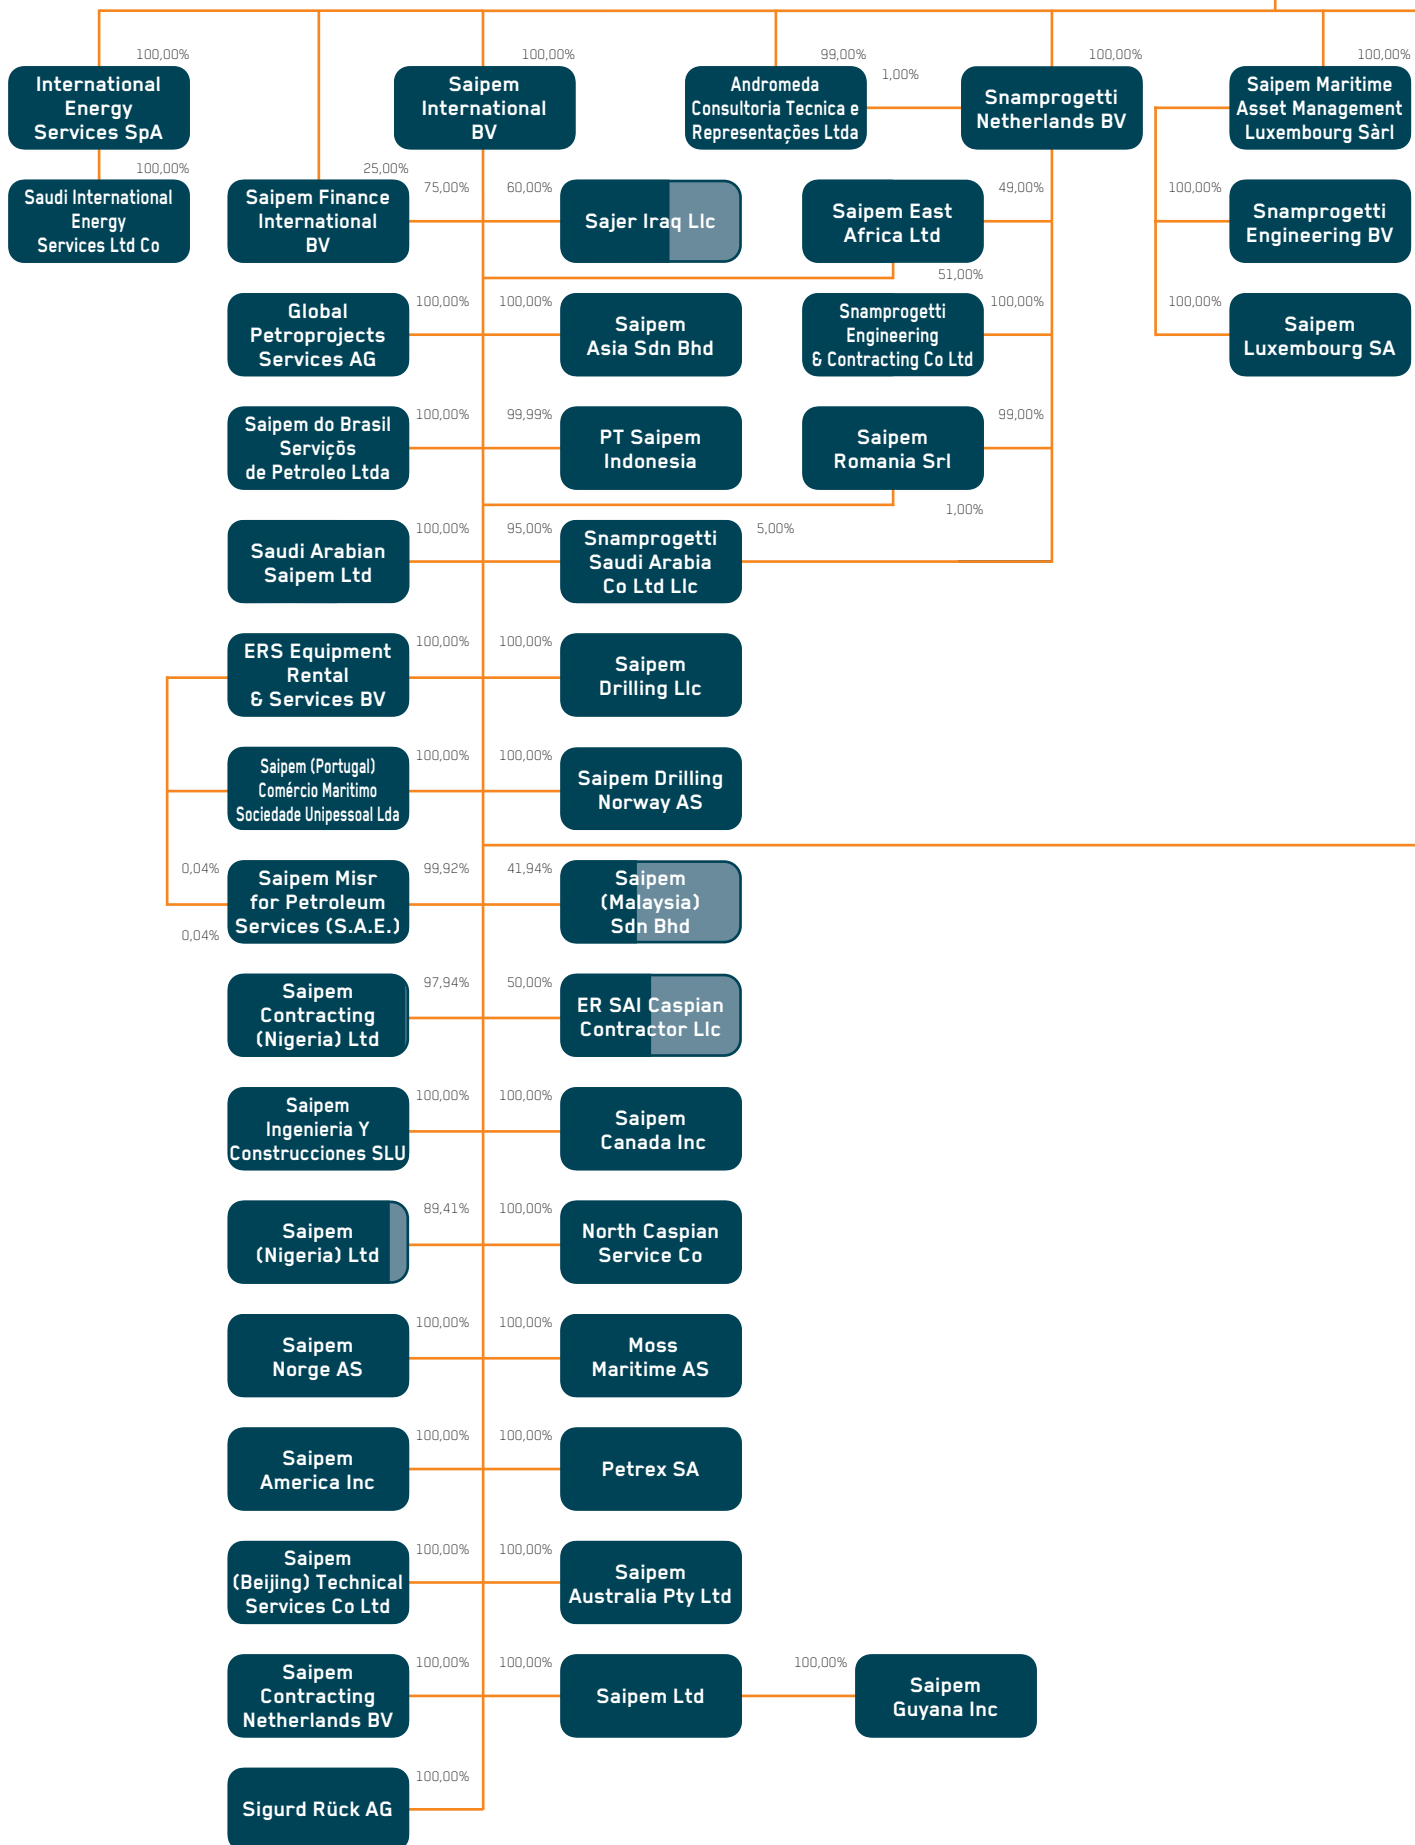 100,00%
100,00%
99,00%
1,00%
100,00%
100,00%
International
Energy
Services SpA
Saipem
International
BV
Andromeda
Consultoria Tecnica e
Representações Ltda
Snamprogetti
Netherlands BV
Saipem Maritime
Asset Management
Luxembourg Sàrl
100,00%
25,00%
75,00%
60,00%
49,00%
100,00%
Saudi International
Energy
Services Ltd Co
Saipem Finance
International
BV
Sajer Iraq Llc
Saipem East
Africa Ltd
Snamprogetti
Engineering BV
51,00%
100,00%
100,00%
100,00%
100,00%
Global
Petroprojects
Services AG
Saipem
Asia Sdn Bhd
Snamprogetti
Engineering
& Contracting Co Ltd
Saipem
Luxembourg SA
100,00%
99,99%
99,00%
Saipem do Brasil
Serviçõs
de Petroleo Ltda
PT Saipem
Indonesia
Saipem
Romania Srl
1,00%
100,00%
95,00%
5,00%
Saudi Arabian
Saipem Ltd
Snamprogetti
Saudi Arabia
Co Ltd Llc
100,00%
100,00%
ERS Equipment
Rental
& Services BV
Saipem
Drilling Llc
100,00%
100,00%
Saipem (Portugal)
Comércio Maritimo
Sociedade Unipessoal Lda
Saipem Drilling
Norway AS
0,04%
99,92%
41,94%
Saipem Misr
for Petroleum
Services (S.A.E.)
Saipem
(Malaysia)
Sdn Bhd
0,04%
97,94%
50,00%
Saipem
Contracting
(Nigeria) Ltd
ER SAI Caspian
Contractor Llc
100,00%
100,00%
Saipem
Ingenieria Y
Construcciones SLU
Saipem
Canada Inc
89,41%
100,00%
Saipem
(Nigeria) Ltd
North Caspian
Service Co
100,00%
100,00%
Saipem
Norge AS
Moss
Maritime AS
100,00%
100,00%
Saipem
America Inc
Petrex SA
100,00%
100,00%
Saipem
(Beijing) Technical
Services Co Ltd
Saipem
Australia Pty Ltd
100,00%
100,00%
100,00%
Saipem
Contracting
Netherlands BV
Saipem Ltd
Saipem
Guyana Inc
100,00%
Sigurd Rück AG